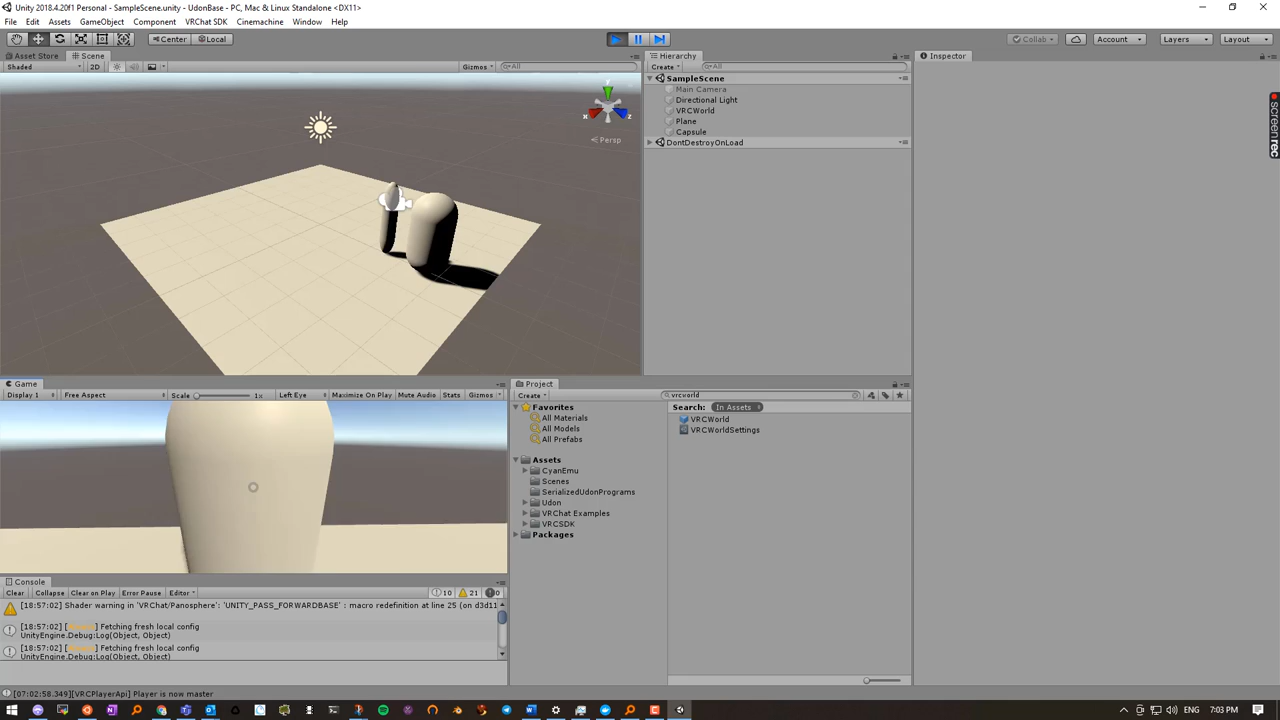 Unity 2018.4.20f1 Personal - SampleScene.unity - UdonBase - PC, Mac & Linux Standalone <DX11>
File Edit Assets GameObject Component VRChat SDK Cinemachine Window Help
Center Local Collab Account Layers Layout
Asset Store Scene
Shaded 2D Gizmos All
y x z
Persp
Hierarchy
Create All
SampleScene
Main Camera
Directional Light
VRCWorld
Plane
Capsule
DontDestroyOnLoad
Inspector
screenrec
Game
Display 1 Free Aspect Scale 1x Left Eye Maximize On Play Mute Audio Stats Gizmos
Project
Create vrcworld
Favorites
All Materials
All Models
All Prefabs
Assets
CyanEmu
Scenes
SerializedUdonPrograms
Udon
VRChat Examples
VRCSDK
Packages
Search: In Assets
VRCWorld
VRCWorldSettings
Console
Clear Collapse Clear on Play Error Pause Editor 10 21 0
[18:57:02] Shader warning in 'VRChat/Panosphere': 'UNITY_PASS_FORWARDBASE' : macro redefinition at line 25 (on d3d11
[18:57:02] [ ] Fetching fresh local config
UnityEngine.Debug:Log(Object, Object)
[18:57:02] [ ] Fetching fresh local config
UnityEngine.Debug:Log(Object, Object)
[07:02:58.349][VRCPlayerApi] Player is now master
ENG 7:03 PM